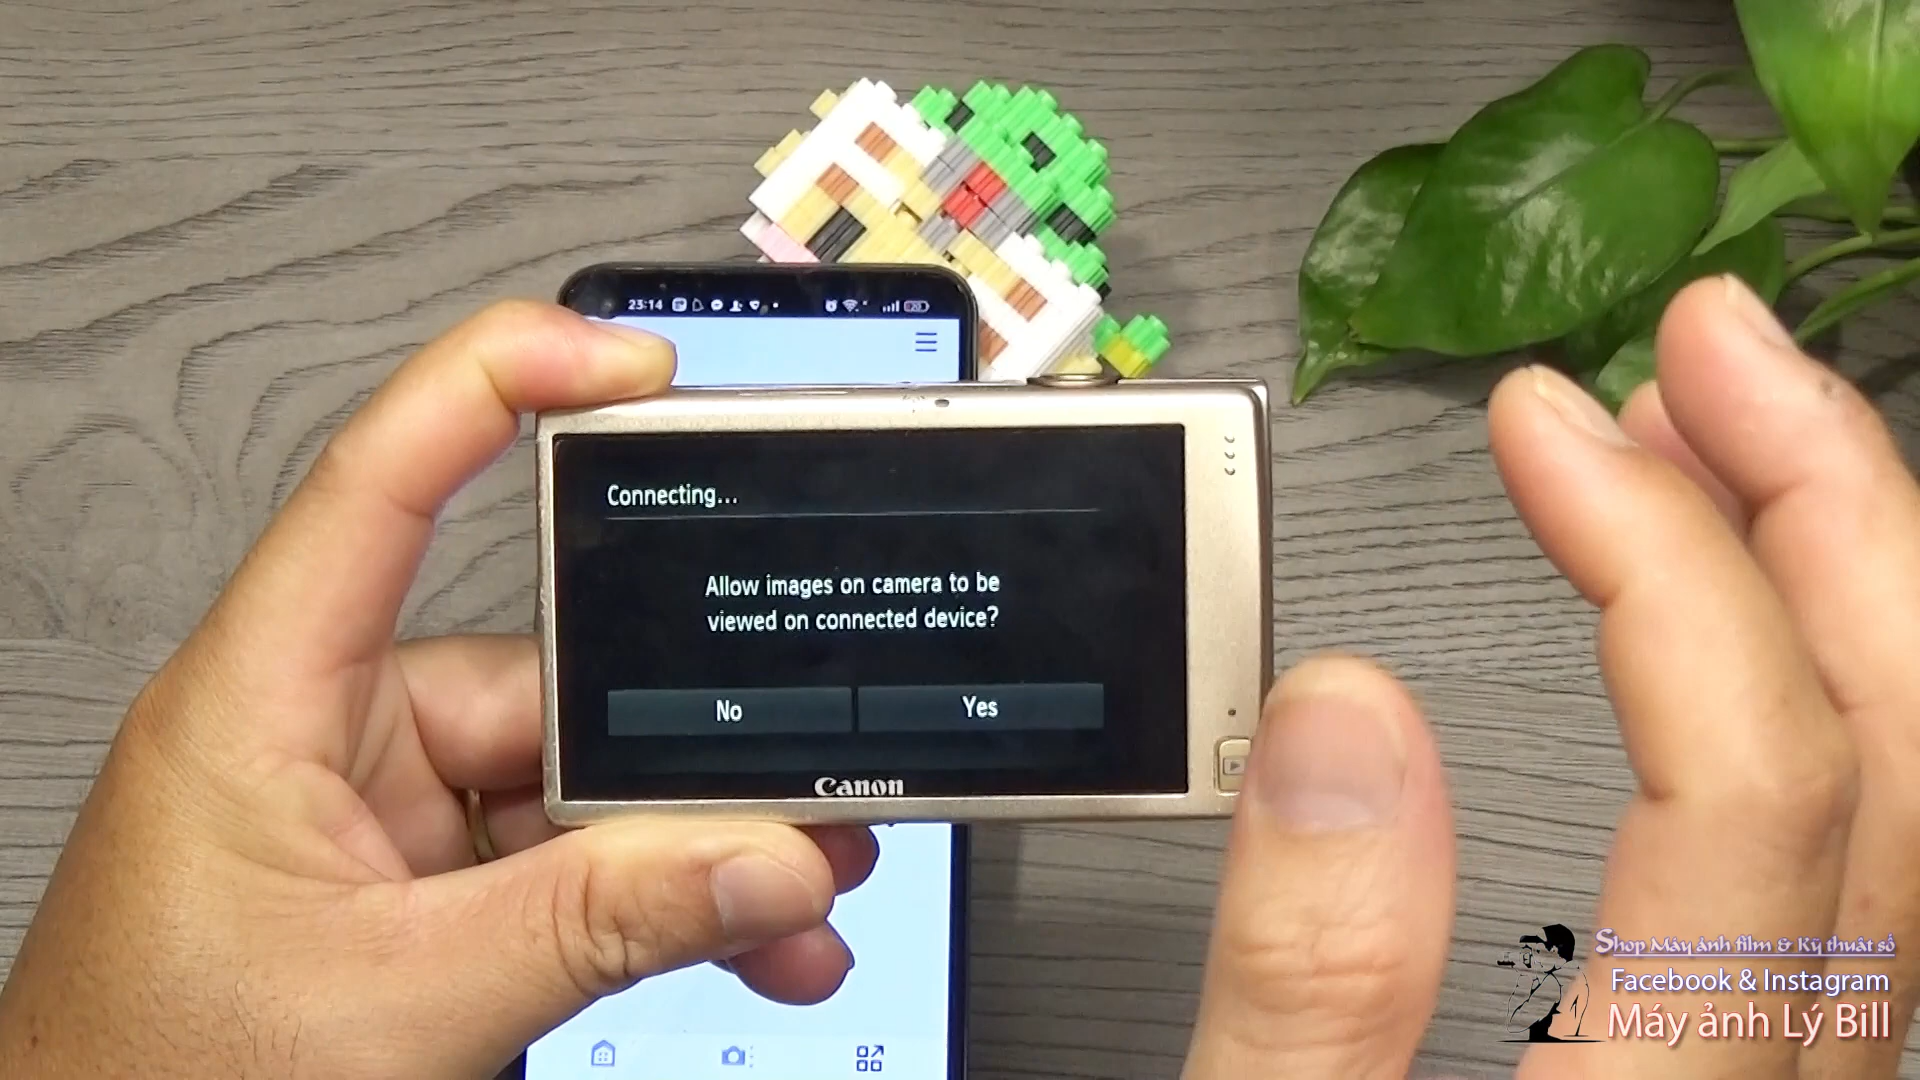 23:14
20
Connecting...
Allow images on camera to be
viewed on connected device?
No
Yes
Canon
Shop Máy ảnh film & Kỹ thuật số
Facebook & Instagram
Máy ảnh Lý Bill